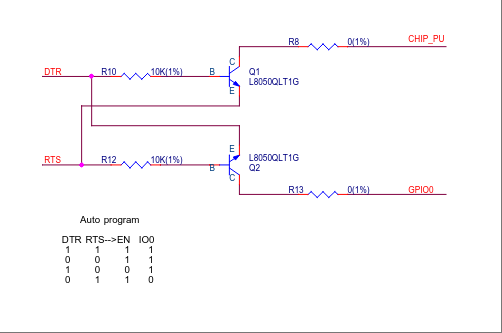 R8 0(1%) CHIP_PU
C
DTR R10 10K(1%) B Q1
L8050QLT1G
E
E
L8050QLT1G
RTS R12 10K(1%) B Q2
C
R13 0(1%) GPIO0
Auto program
DTR RTS-->EN IO0
1 1 1 1
0 0 1 1
1 0 0 1
0 1 1 0